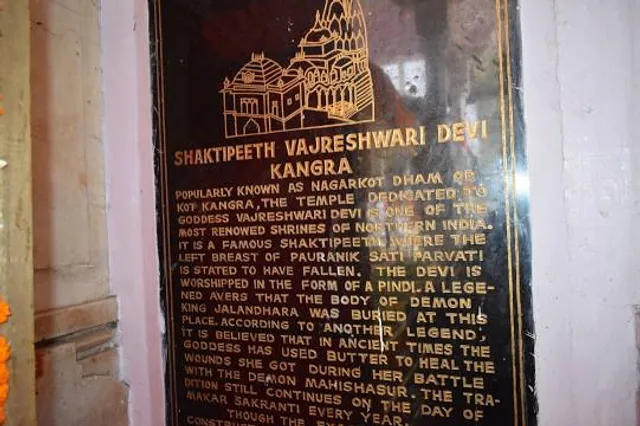 SHAKTIPEETH VAJRESHWARI DEVI
KANGRA
POPULARLY KNOWN AS NAGARKOT DHAM OR
KOT KANGRA, THE TEMPLE DEDICATED TO
GODDESS VAJRESHWARI DEVI IS ONE OF THE
MOST RENOWED SHRINES OF NORTHERN INDIA.
IT IS A FAMOUS SHAKTIPEETH, WHERE THE
LEFT BREAST OF PAURANIK SATI PARVATI
IS STATED TO HAVE FALLEN. THE DEVI IS
WORSHIPPED IN THE FORM OF A PINDI. A LEGE-
NED AVERS THAT THE BODY OF DEMON
KING JALANDHARA WAS BURIED AT THIS
PLACE. ACCORDING TO ANOTHER LEGEND,
IT IS BELIEVED THAT IN ANCIENT TIMES THE
GODDESS HAS USED BUTTER TO HEAL THE
WOUNDS SHE GOT DURING HER BATTLE
WITH THE DEMON MAHISHASUR. THE TRA-
DITION STILL CONTINUES ON THE DAY OF
MAKAR SAKRANTI EVERY YEAR.
THOUGH THE